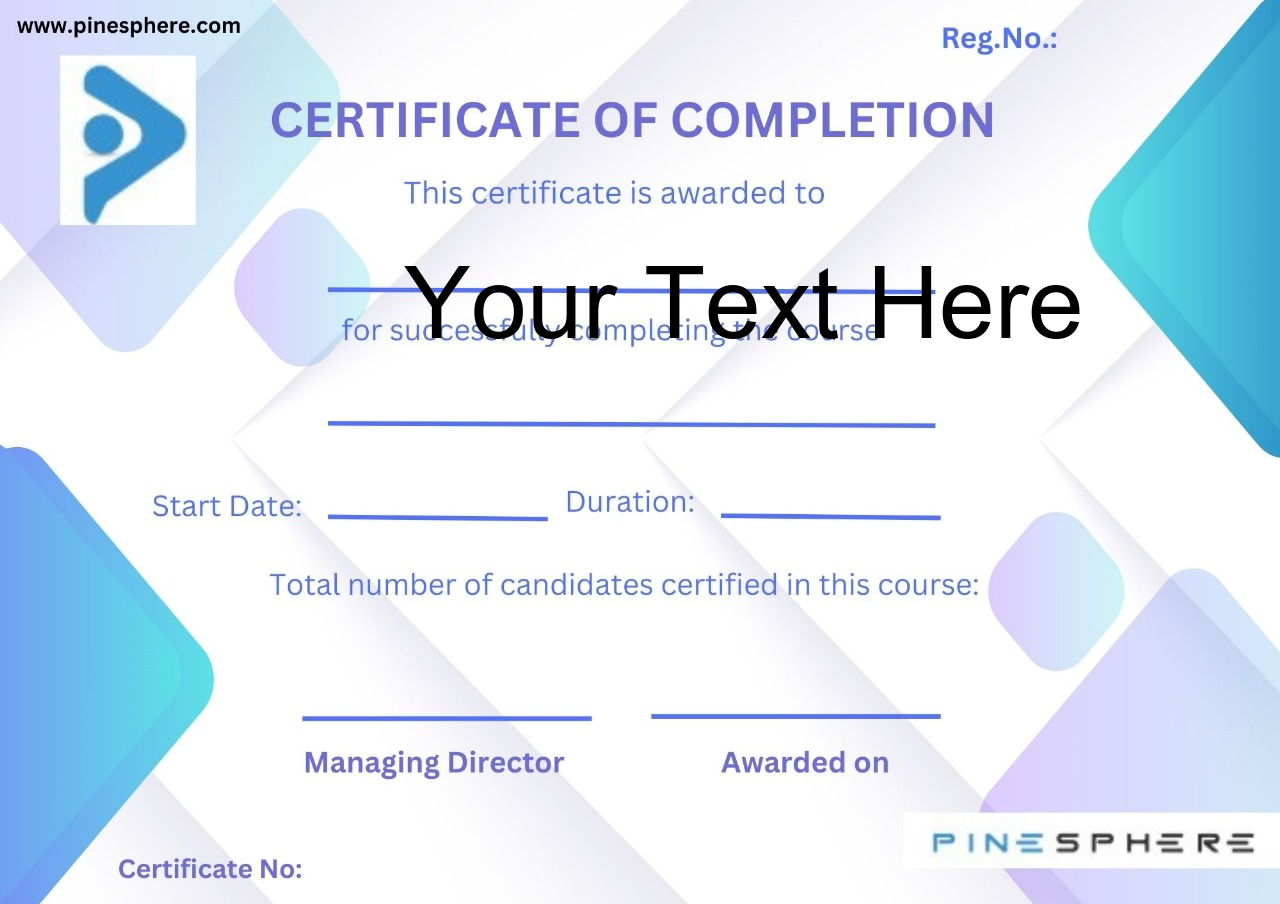 www.pinesphere.com
Reg.No.:
CERTIFICATE OF COMPLETION
This certificate is awarded to
Your Text Here
for successfully completing the course
Start Date:
Duration:
Total number of candidates certified in this course:
Managing Director
Awarded on
PINESPHERE
Certificate No: